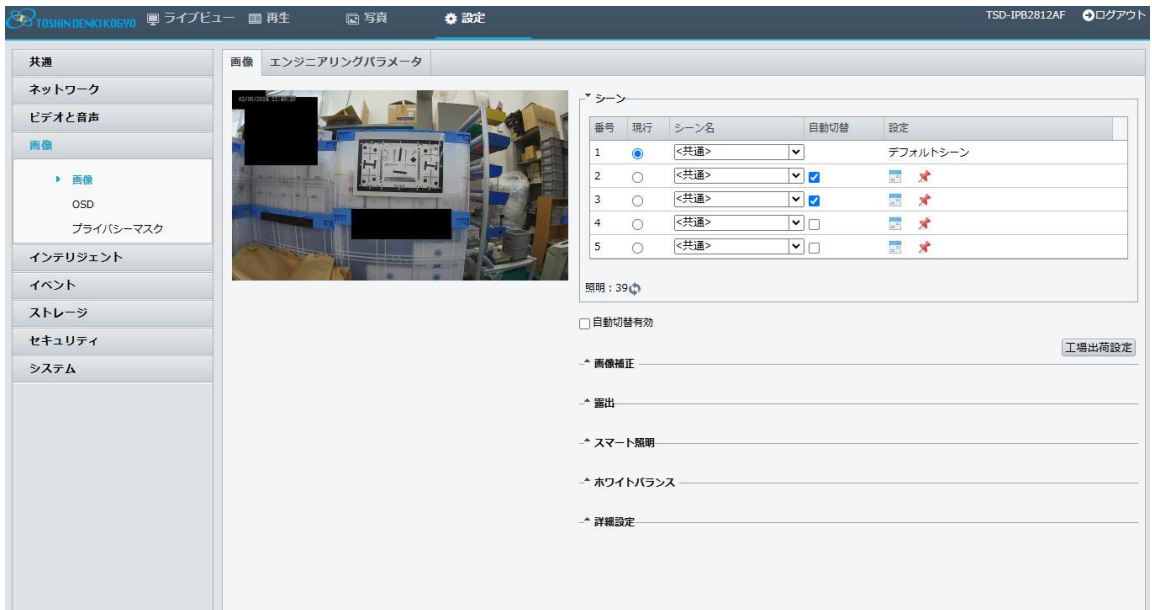 TOSHIN DENKI KOGYO ライブビュー 再生 写真 設定 TSD-IPB2812AF ログアウト
共通
ネットワーク
ビデオと音声
画像
画像
OSD
プライバシーマスク
インテリジェント
イベント
ストレージ
セキュリティ
システム
画像 エンジニアリングパラメータ
シーン
番号 現行 シーン名 自動切替 設定
1 <共通> デフォルトシーン
2 <共通>
3 <共通>
4 <共通>
5 <共通>
照明：39
自動切替有効
工場出荷設定
画像補正
露出
スマート照明
ホワイトバランス
詳細設定